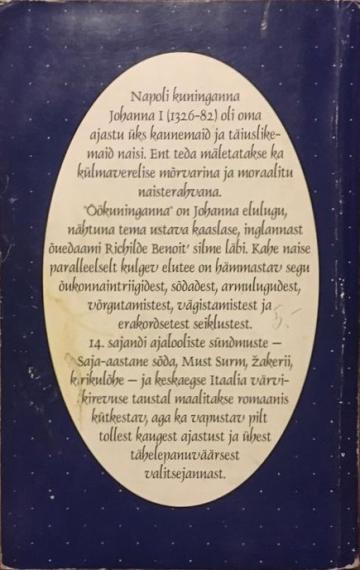 Napoli kuninganna
Johanna I (1326-82) oli oma
ajastu üks kaunemaid ja täiuslike-
maid naisi. Ent teda mäletatakse ka
külmaverelise mõrvarina ja moraalitu
naisterahvana.
"Öökuninganna" on Johanna elulugu,
nähtuna tema ustava kaaslase, inglannast
õuedaami Richilde Benoit' silme läbi. Kahe naise
paralleelselt kulgev elutee on hämmastav segu
õukonnaintriigidest, sõdadest, armulugudest,
võrgutamistest, vägistamistest ja
erakordsetest seiklustest.
5.-
14. sajandi ajalooliste sündmuste –
Saja-aastane sõda, Must Surm, žakerii,
kirikulõhe – ja keskaegse Itaalia värvi-
kirevuse taustal maalitakse romaanis
kütkestav, aga ka vapustav pilt
tollest kaugest ajastust ja ühest
tähelepanuväärsest
valitsejannast.